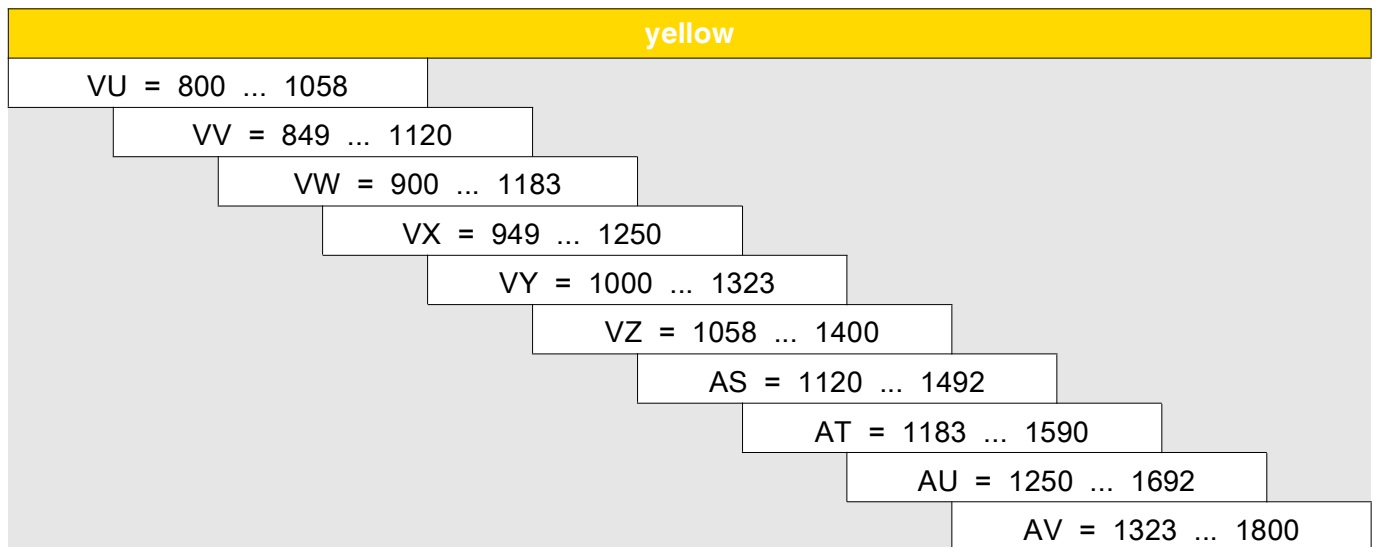 yellow
VU = 800 ... 1058
VV = 849 ... 1120
VW = 900 ... 1183
VX = 949 ... 1250
VY = 1000 ... 1323
VZ = 1058 ... 1400
AS = 1120 ... 1492
AT = 1183 ... 1590
AU = 1250 ... 1692
AV = 1323 ... 1800